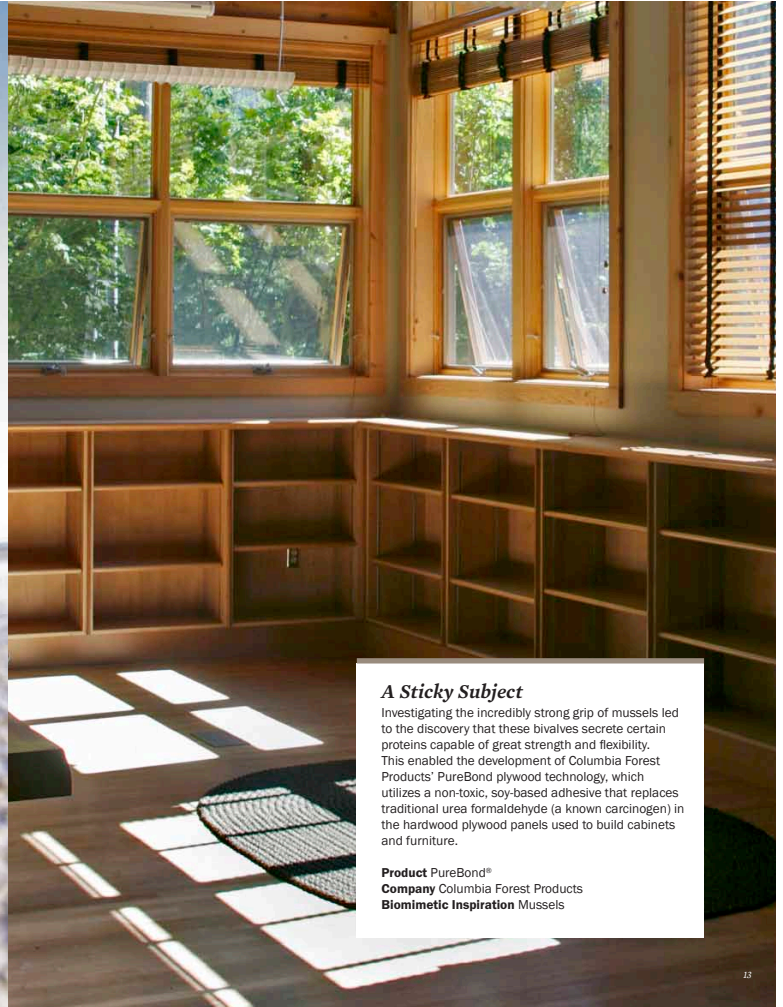 A Sticky Subject
Investigating the incredibly strong grip of mussels led
to the discovery that these bivalves secrete certain
proteins capable of great strength and flexibility.
This enabled the development of Columbia Forest
Products' PureBond plywood technology, which
utilizes a non-toxic, soy-based adhesive that replaces
traditional urea formaldehyde (a known carcinogen) in
the hardwood plywood panels used to build cabinets
and furniture.
Product PureBond®
Company Columbia Forest Products
Biomimetic Inspiration Mussels
13